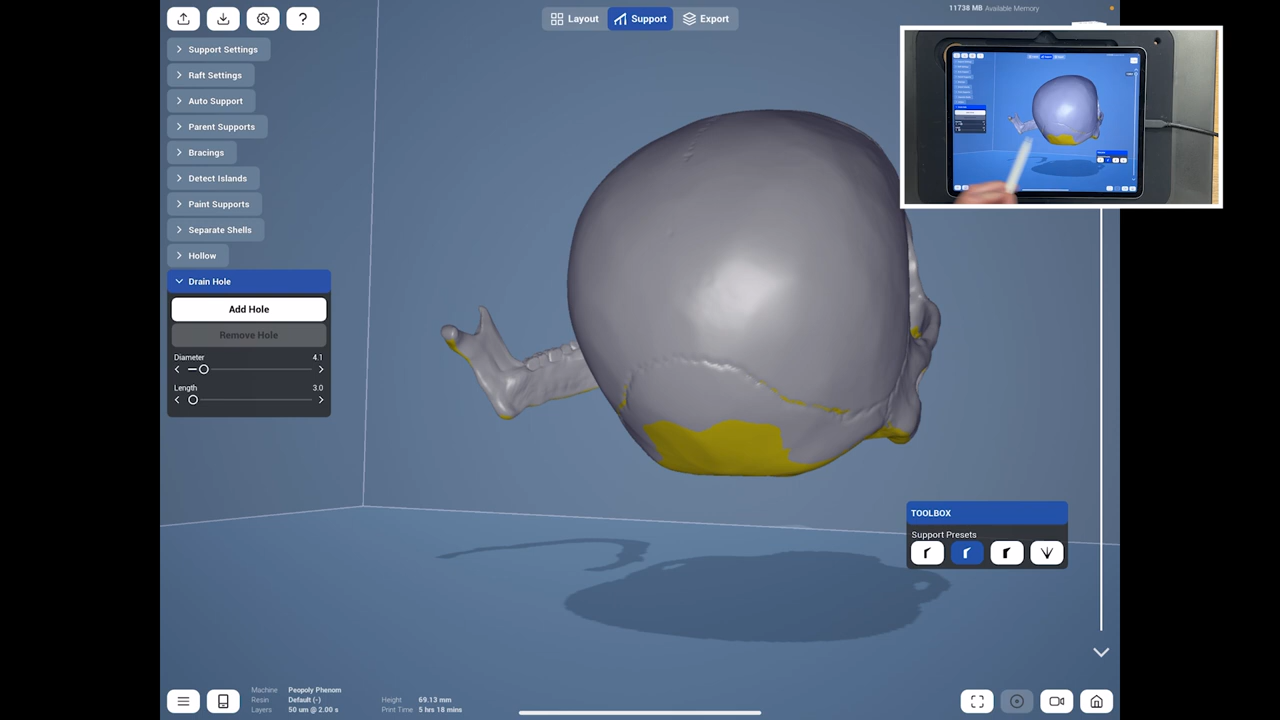 Layout
Support
Export
11738 MB Available Memory
Support Settings
Raft Settings
Auto Support
Parent Supports
Bracings
Detect Islands
Paint Supports
Separate Shells
Hollow
Drain Hole
Add Hole
Remove Hole
Diameter 4.1
Length 3.0
TOOLBOX
Support Presets
Machine Peopoly Phenom
Resin Default (-)
Layers 50 um @ 2.00 s
Height 69.13 mm
Print Time 5 hrs 18 mins